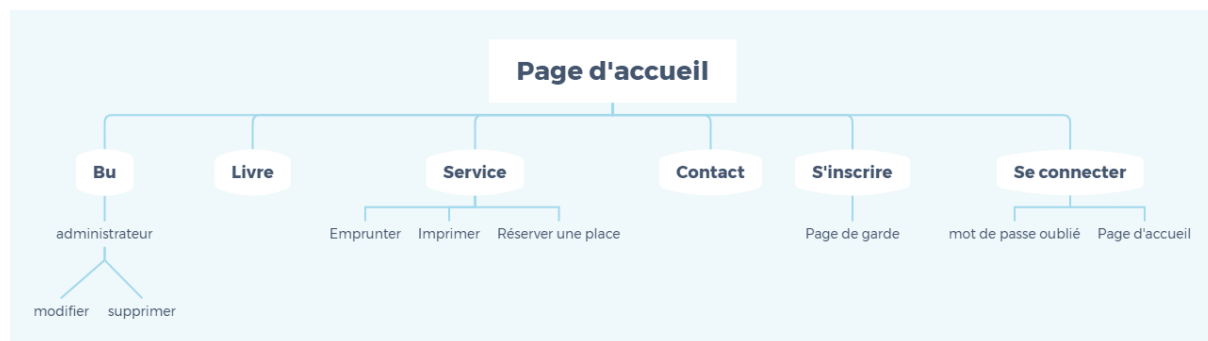 Page d'accueil
Bu
Livre
Service
Contact
S'inscrire
Se connecter
administrateur
Emprunter
Imprimer
Réserver une place
Page de garde
mot de passe oublié
Page d'accueil
modifier
supprimer